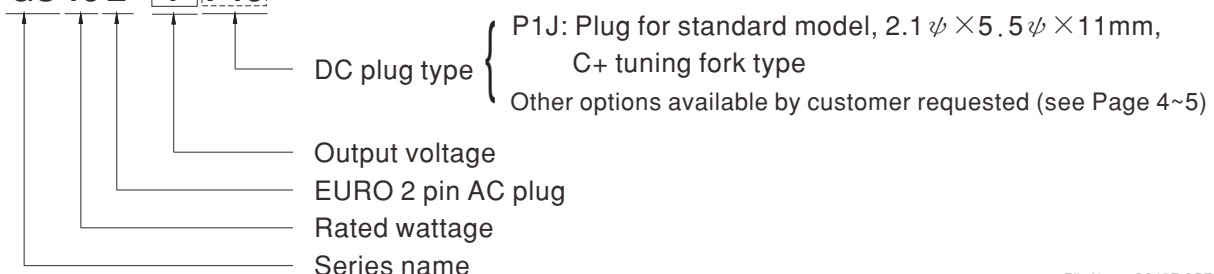 P1J: Plug for standard model, 2.1ψ×5.5ψ×11mm,
DC plug type
C+ tuning fork type
Other options available by customer requested (see Page 4~5)
Output voltage
EURO 2 pin AC plug
Rated wattage
Series name